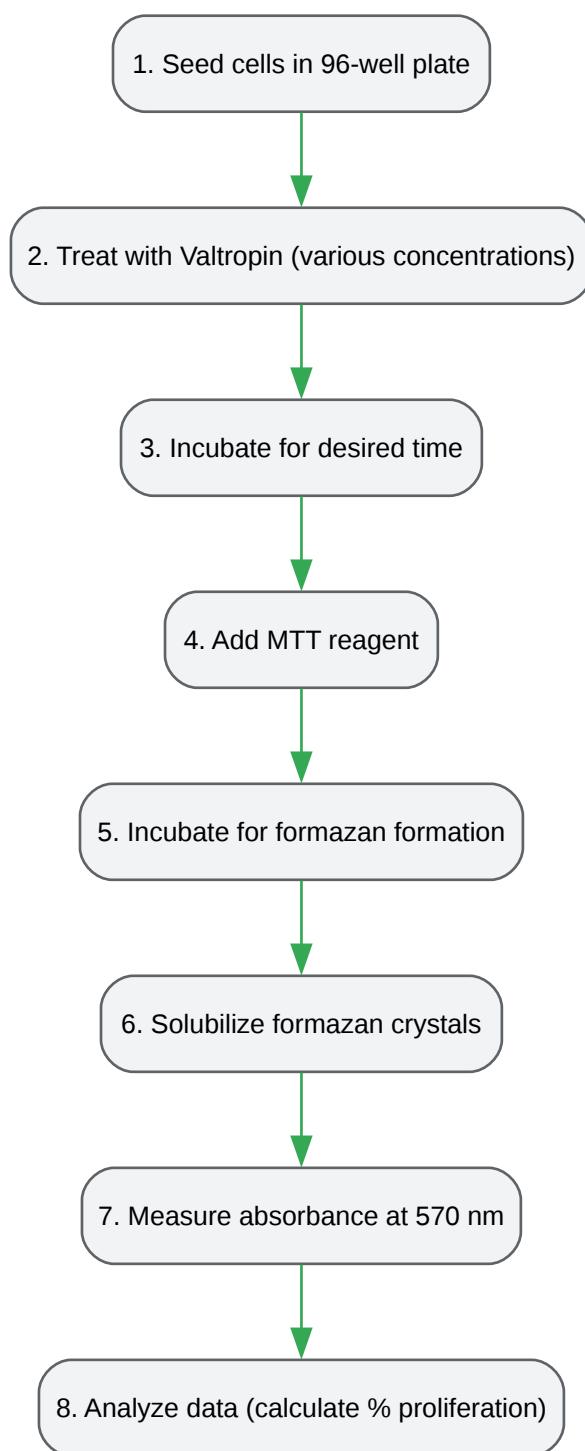 1. Seed cells in 96-well plate
2. Treat with Valtropin (various concentrations)
3. Incubate for desired time
4. Add MTT reagent
5. Incubate for formazan formation
6. Solubilize formazan crystals
7. Measure absorbance at 570 nm
8. Analyze data (calculate % proliferation)